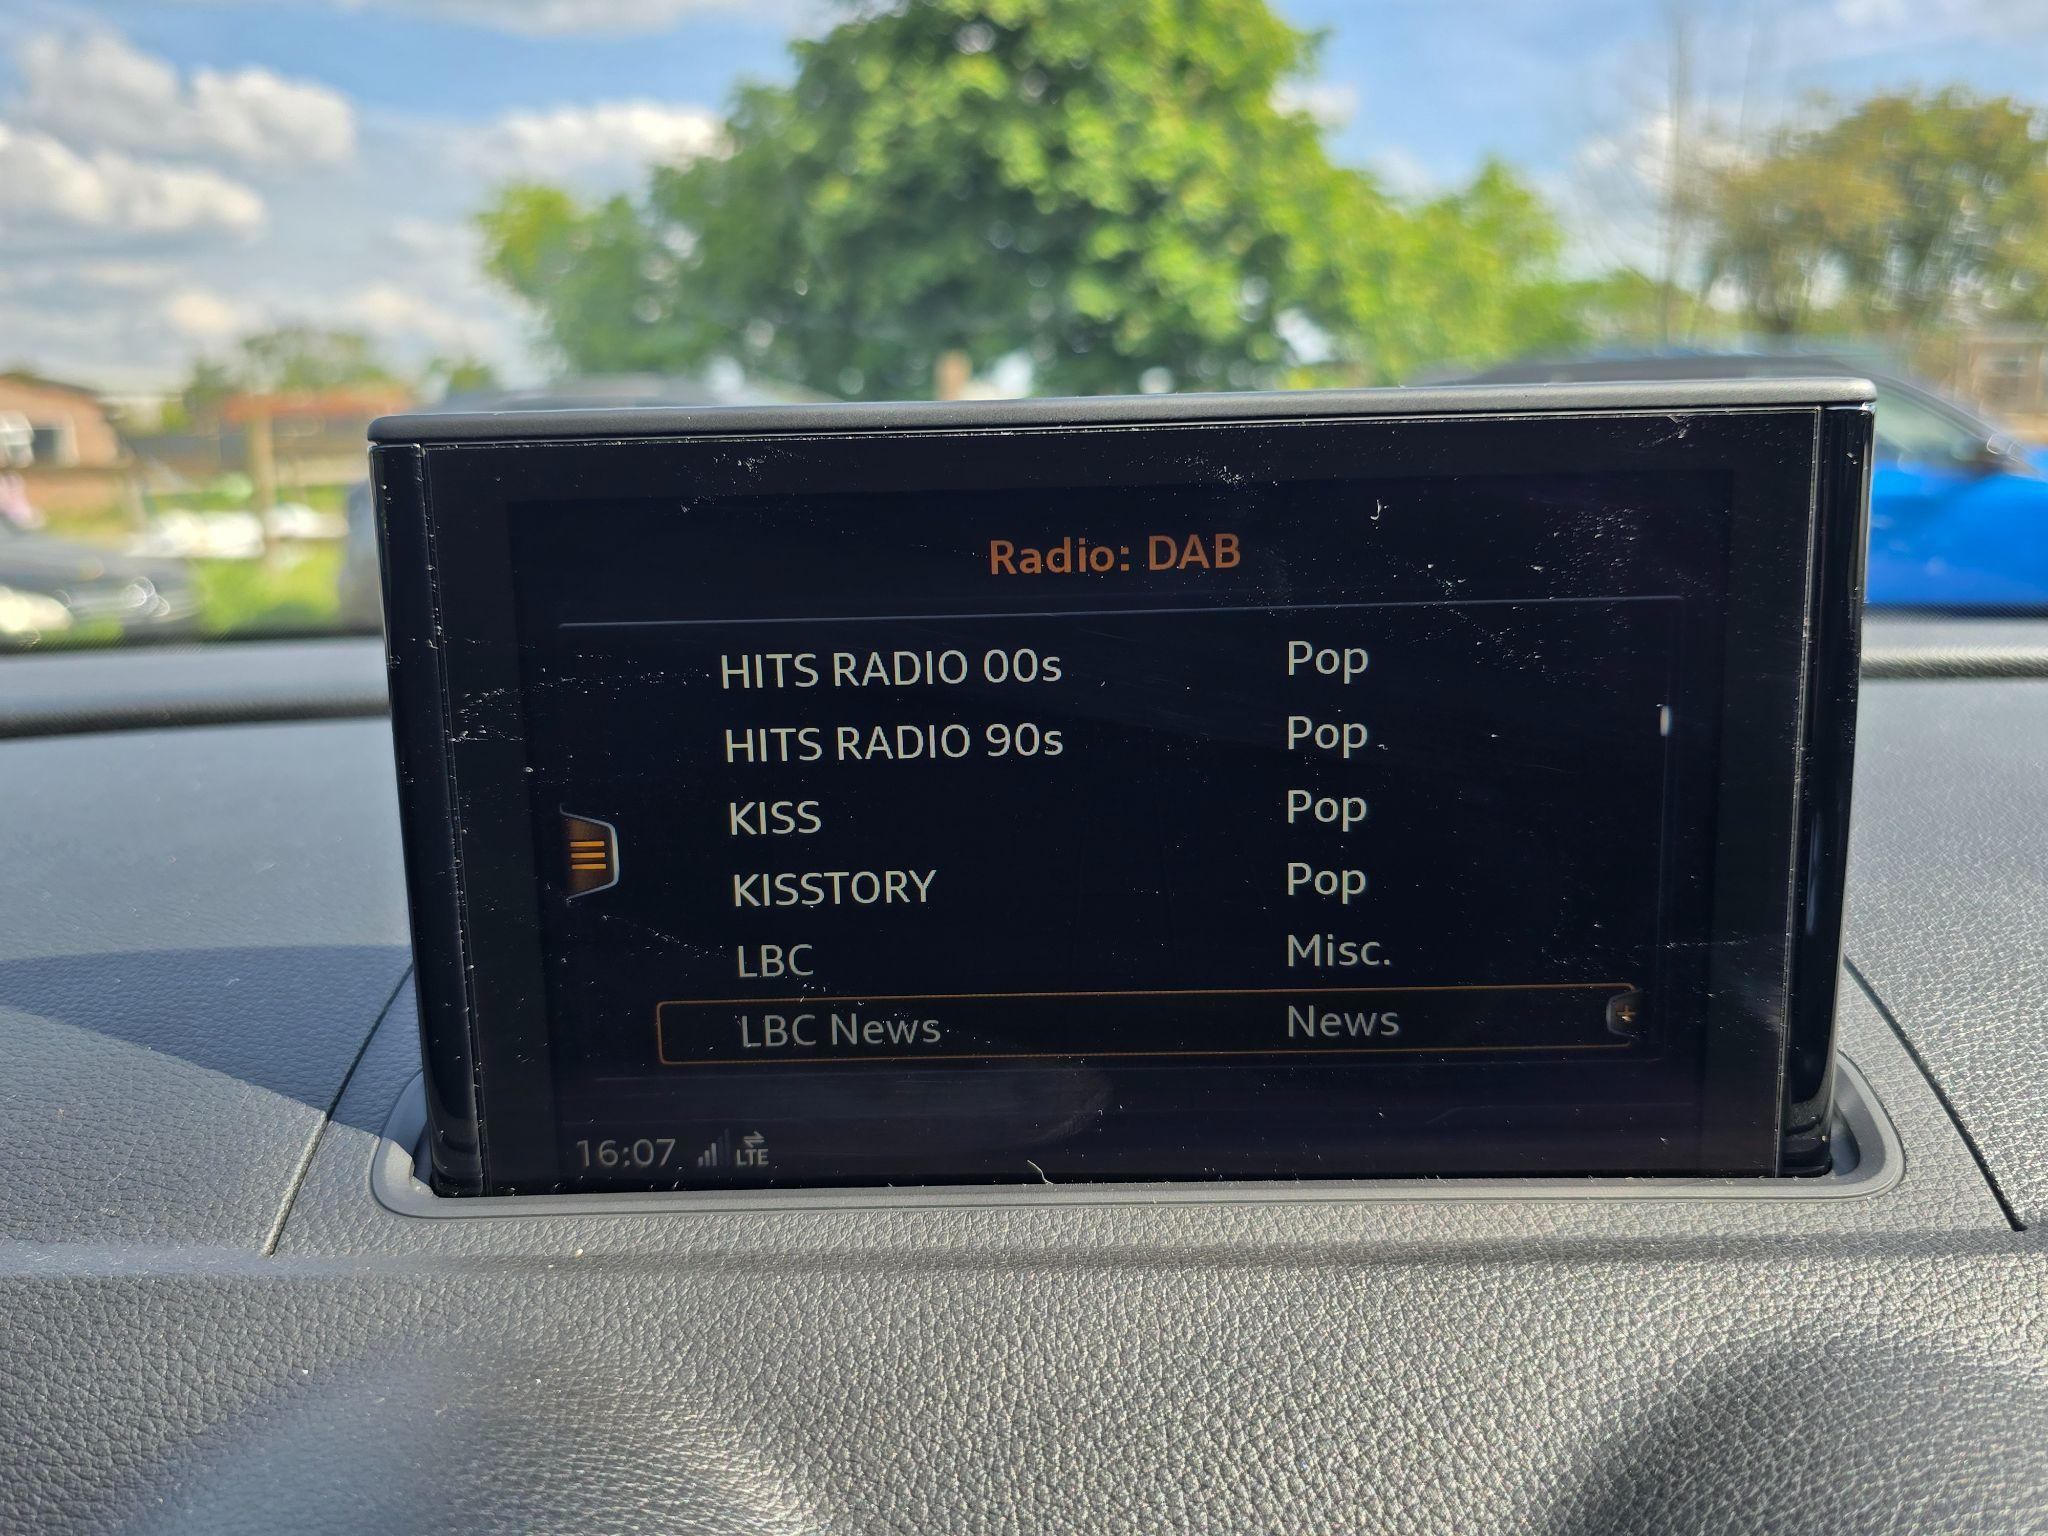 Radio: DAB
HITS RADIO 00s Pop
HITS RADIO 90s Pop
KISS Pop
KISSTORY Pop
LBC Misc.
LBC News News
16:07 LTE